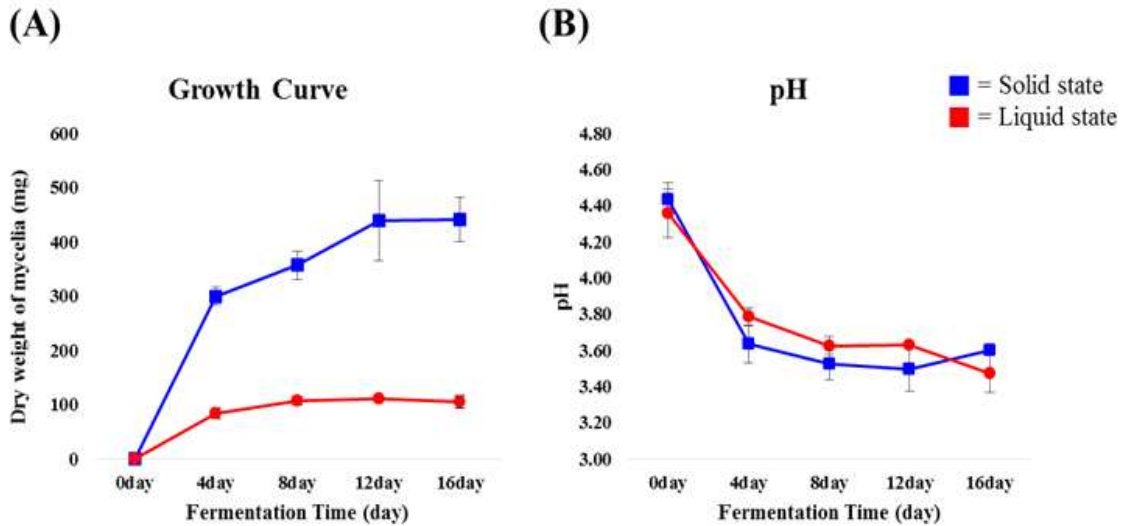 (A)
Growth Curve
Dry weight of mycelia (mg)
600
500
400
300
200
100
0
0day 4day 8day 12day 16day
Fermentation Time (day)
(B)
pH
= Solid state
= Liquid state
pH
4.80
4.60
4.40
4.20
4.00
3.80
3.60
3.40
3.20
3.00
0day 4day 8day 12day 16day
Fermentation Time (day)